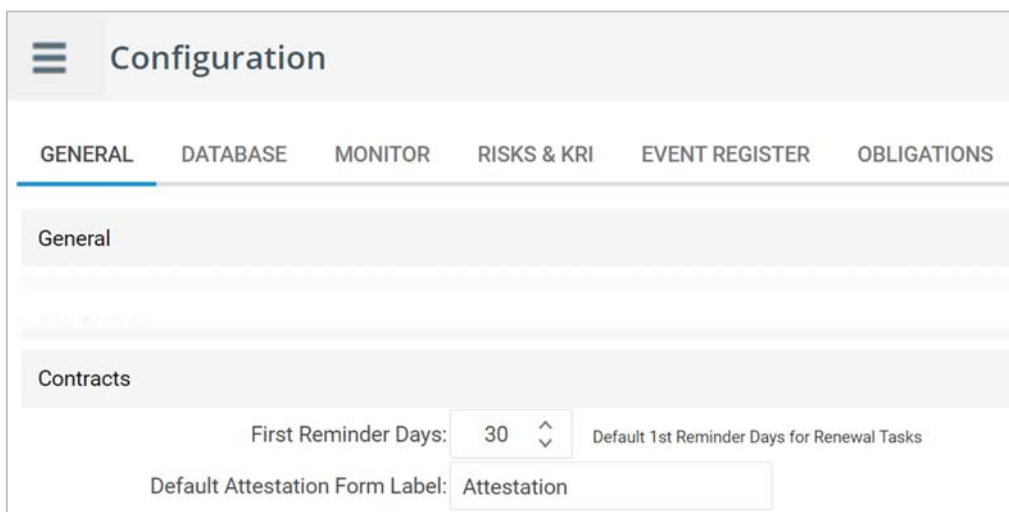 Configuration
GENERAL DATABASE MONITOR RISKS & KRI EVENT REGISTER OBLIGATIONS
General
Contracts
First Reminder Days: 30 Default 1st Reminder Days for Renewal Tasks
Default Attestation Form Label: Attestation